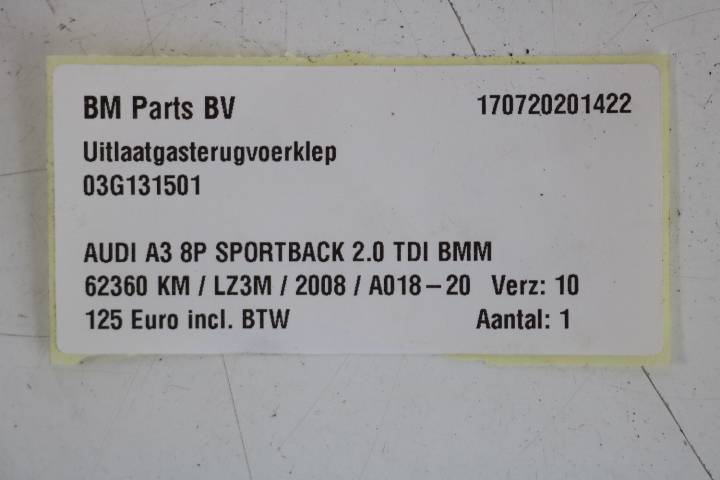 BM Parts BV 170720201422
Uitlaatgasterugvoerklep
03G131501
AUDI A3 8P SPORTBACK 2.0 TDI BMM
62360 KM / LZ3M / 2008 / A018-20 Verz: 10
125 Euro incl. BTW Aantal: 1